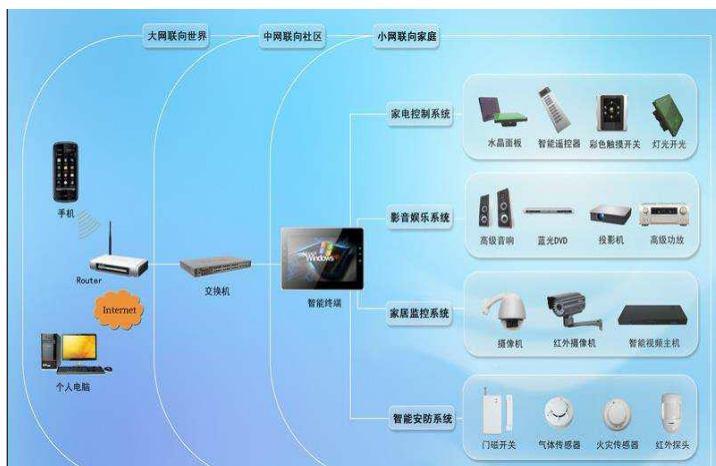 大网联向世界
中网联向社区
小网联向家庭
家电控制系统
水晶面板
智能遥控器
彩色触摸开关
灯光开光
手机
影音娱乐系统
高级音响
蓝光DVD
投影机
高级功放
Router
交换机
Windows
智能终端
Internet
家居监控系统
摄像机
红外摄像机
智能视频主机
个人电脑
智能安防系统
门磁开关
气体传感器
火灾传感器
红外探头